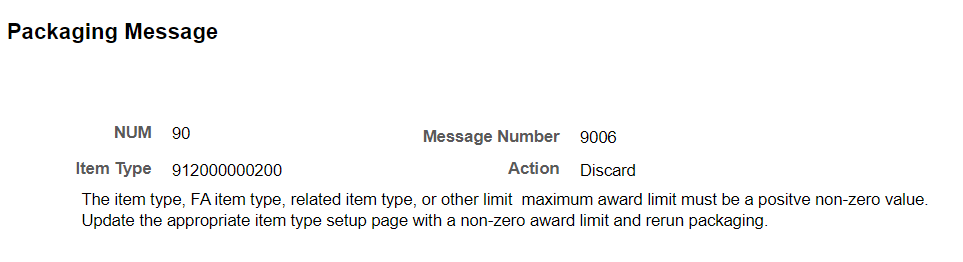 Packaging Message
NUM 90 Message Number 9006
Item Type 912000000200 Action Discard
The item type, FA item type, related item type, or other limit  maximum award limit must be a positve non-zero value.
Update the appropriate item type setup page with a non-zero award limit and rerun packaging.